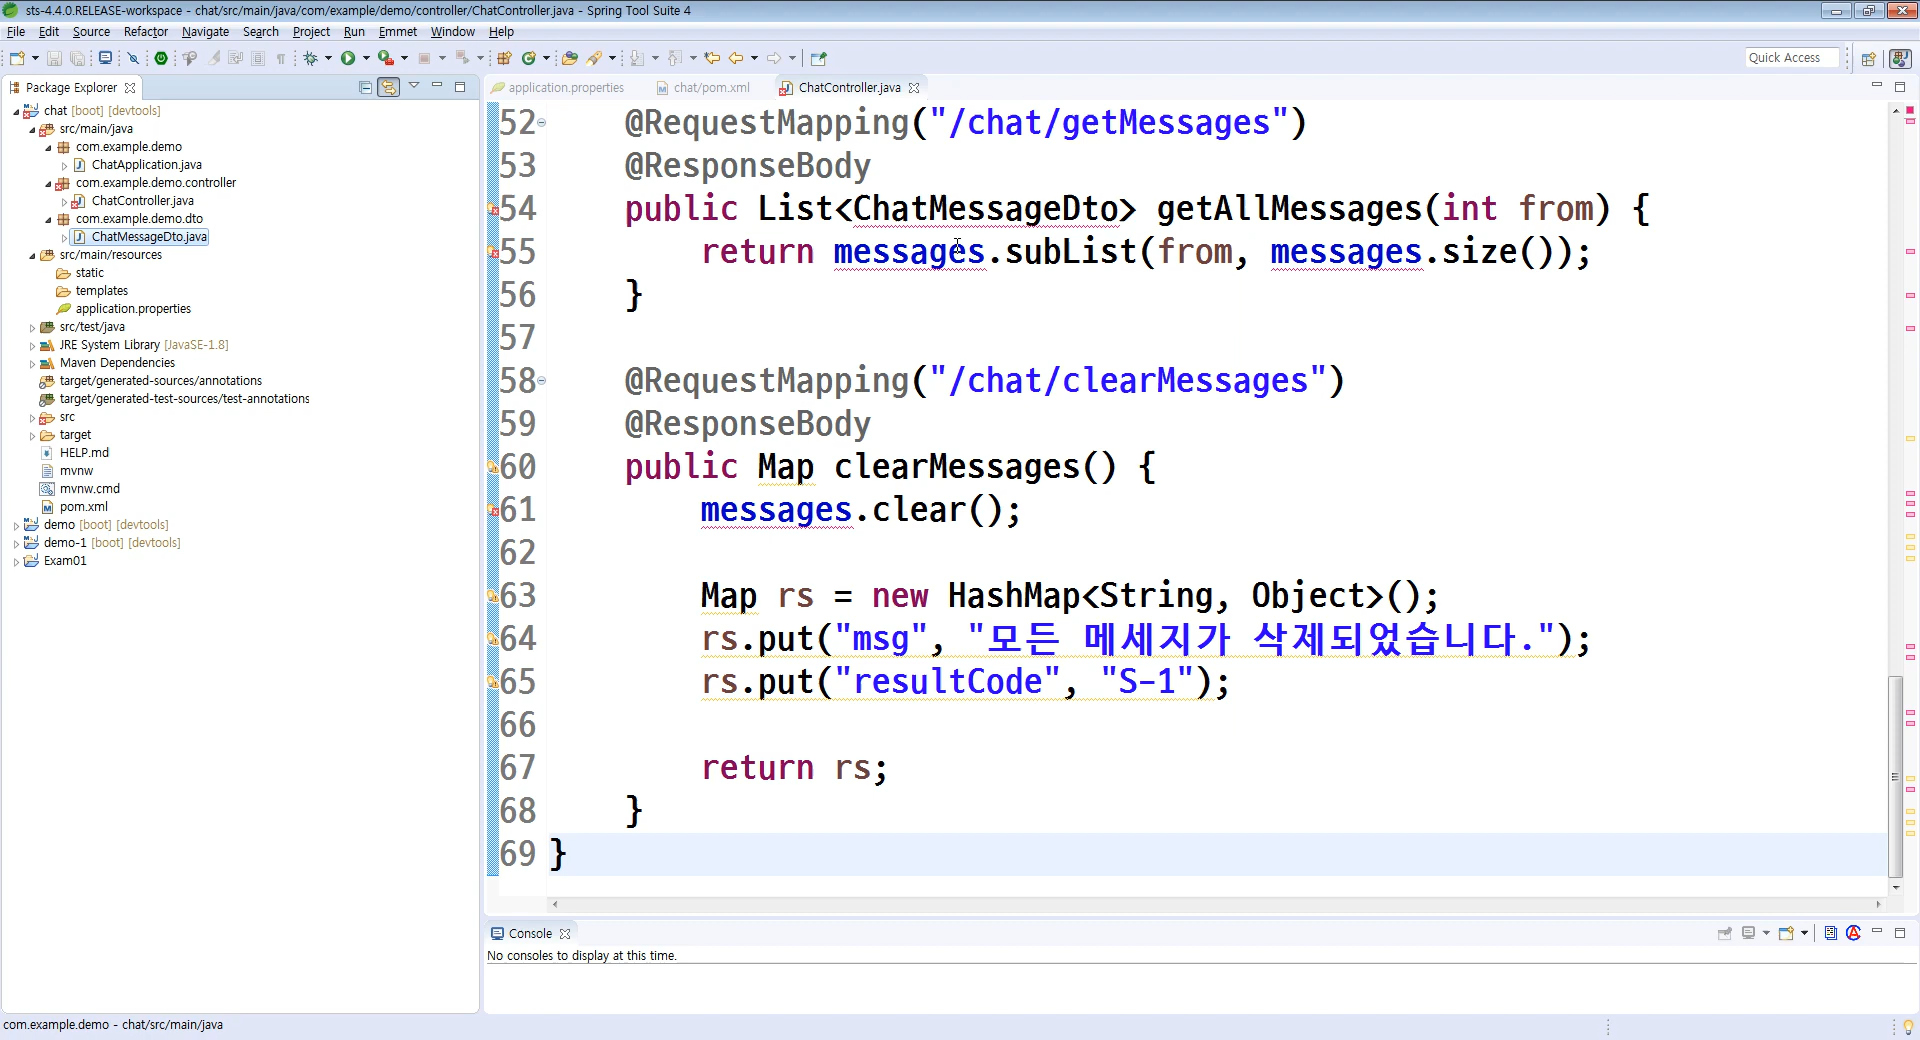 sts-4.4.0.RELEASE-workspace - chat/src/main/java/com/example/demo/controller/ChatController.java - Spring Tool Suite 4
File Edit Source Refactor Navigate Search Project Run Emmet Window Help
Quick Access
Package Explorer
chat [boot] [devtools]
src/main/java
com.example.demo
ChatApplication.java
com.example.demo.controller
ChatController.java
com.example.demo.dto
ChatMessageDto.java
src/main/resources
static
templates
application.properties
src/test/java
JRE System Library [JavaSE-1.8]
Maven Dependencies
target/generated-sources/annotations
target/generated-test-sources/test-annotations
src
target
HELP.md
mvnw
mvnw.cmd
pom.xml
demo [boot] [devtools]
demo-1 [boot] [devtools]
Exam01
application.properties chat/pom.xml ChatController.java
52 @RequestMapping("/chat/getMessages")
53 @ResponseBody
54 public List<ChatMessageDto> getAllMessages(int from) {
55 return messages.subList(from, messages.size());
56 }
57
58 @RequestMapping("/chat/clearMessages")
59 @ResponseBody
60 public Map clearMessages() {
61 messages.clear();
62
63 Map rs = new HashMap<String, Object>();
64 rs.put("msg", "모든 메세지가 삭제되었습니다.");
65 rs.put("resultCode", "S-1");
66
67 return rs;
68 }
69 }
Console
No consoles to display at this time.
com.example.demo - chat/src/main/java